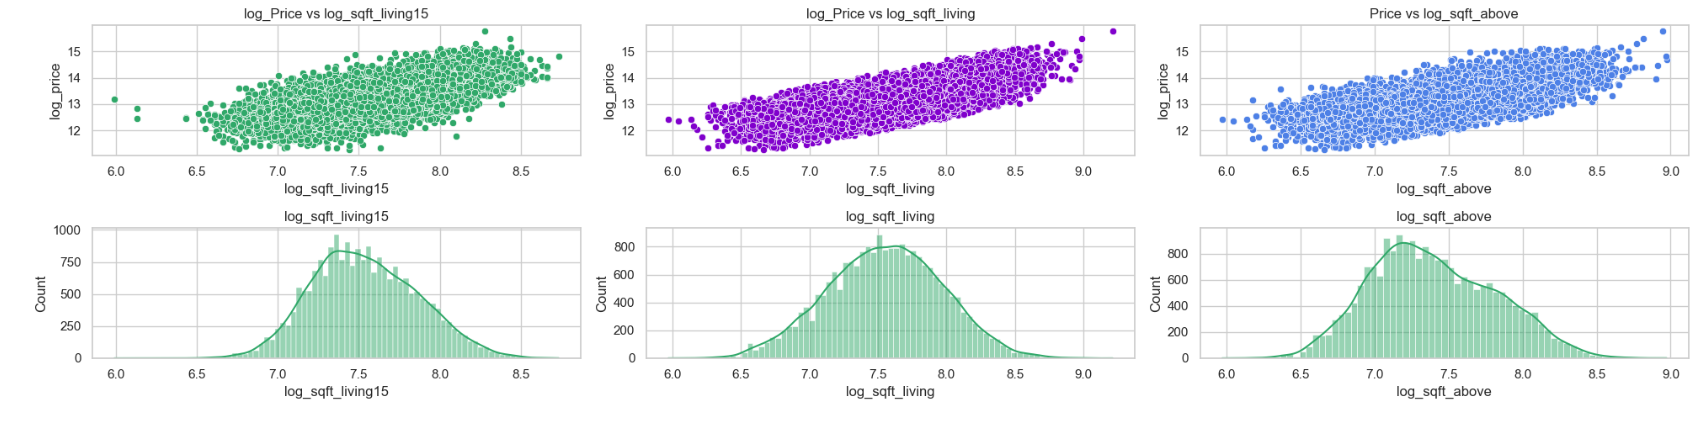 log_Price vs log_sqft_living15
log_price
15
14
13
12
6.0 6.5 7.0 7.5 8.0 8.5
log_sqft_living15
log_Price vs log_sqft_living
log_price
15
14
13
12
6.0 6.5 7.0 7.5 8.0 8.5 9.0
log_sqft_living
Price vs log_sqft_above
log_price
15
14
13
12
6.0 6.5 7.0 7.5 8.0 8.5 9.0
log_sqft_above
log_sqft_living15
Count
1000
750
500
250
0
6.0 6.5 7.0 7.5 8.0 8.5
log_sqft_living15
log_sqft_living
Count
800
600
400
200
0
6.0 6.5 7.0 7.5 8.0 8.5 9.0
log_sqft_living
log_sqft_above
Count
800
600
400
200
0
6.0 6.5 7.0 7.5 8.0 8.5 9.0
log_sqft_above